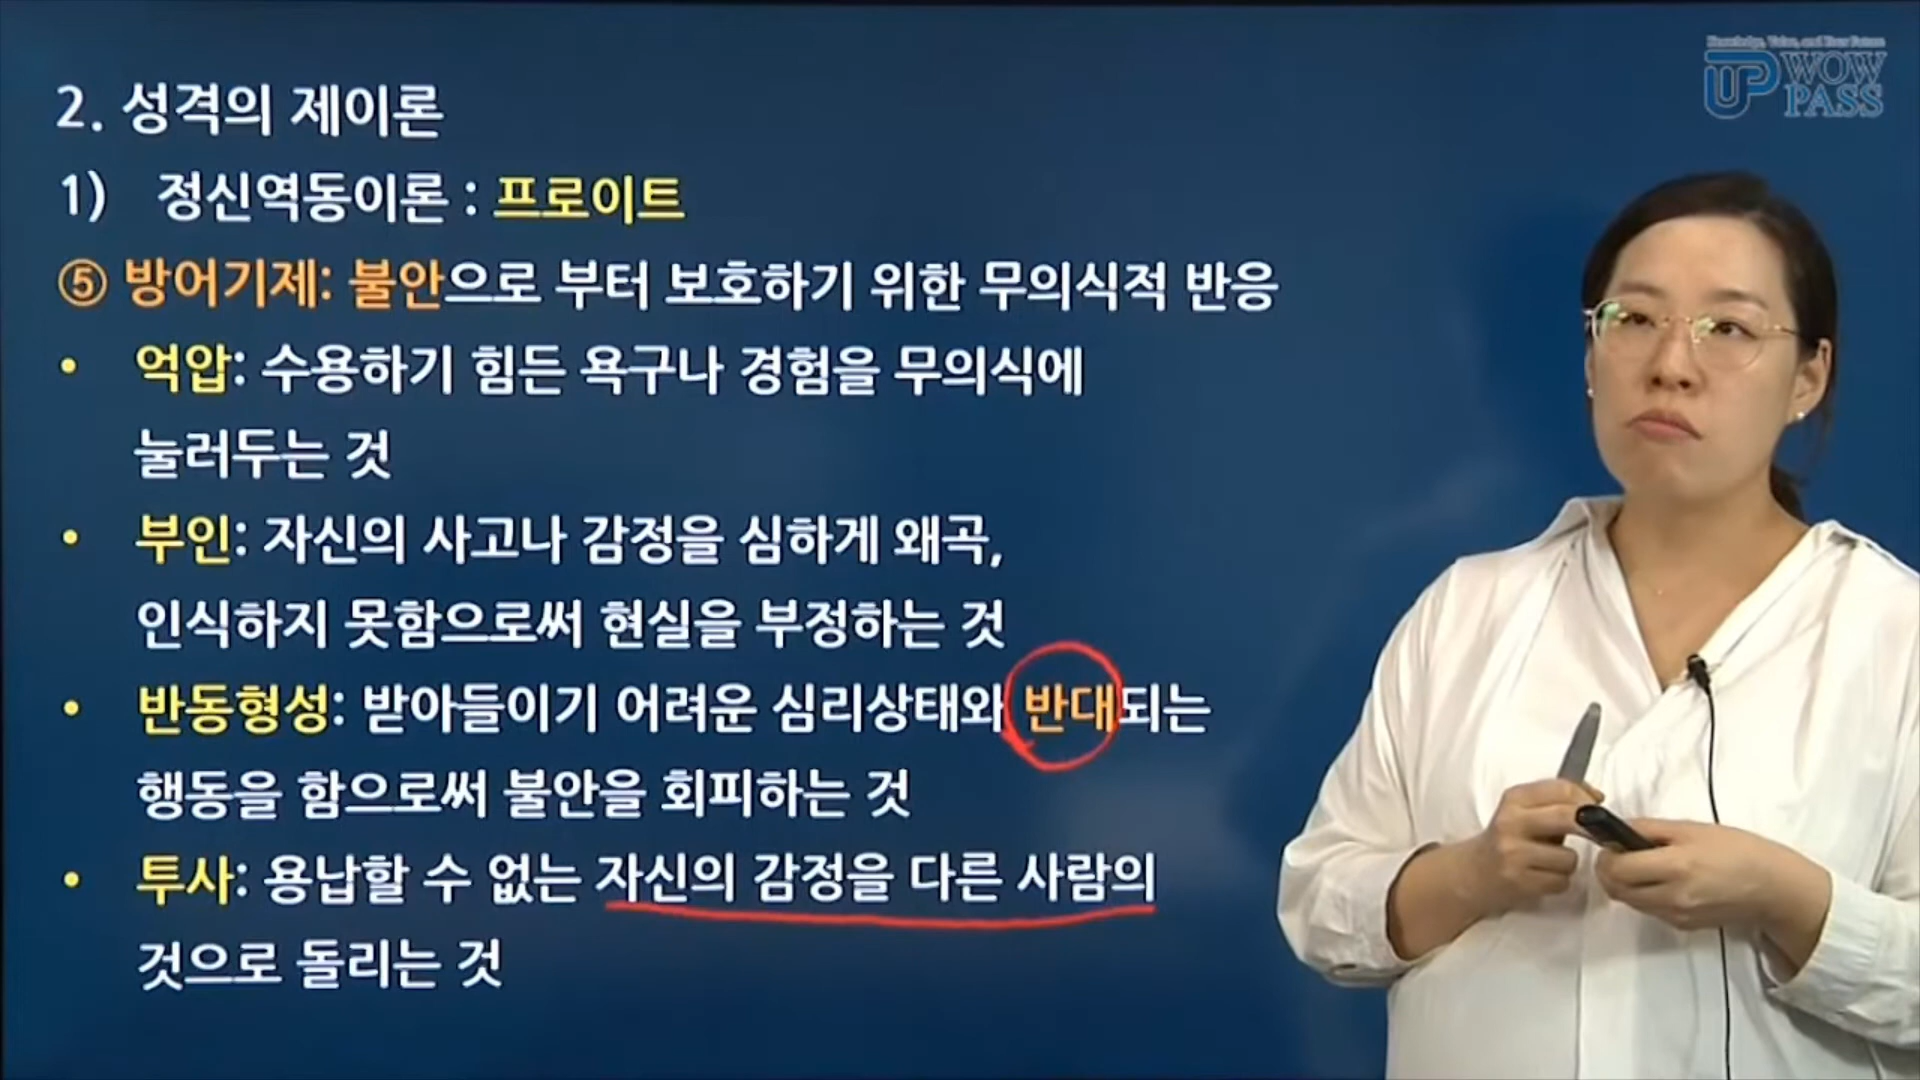 Knowledge, Value, and Your Future
UP WOW
PASS
2. 성격의 제이론
1) 정신역동이론 : 프로이트
⑤ 방어기제: 불안으로 부터 보호하기 위한 무의식적 반응
• 억압: 수용하기 힘든 욕구나 경험을 무의식에
눌러두는 것
• 부인: 자신의 사고나 감정을 심하게 왜곡,
인식하지 못함으로써 현실을 부정하는 것
• 반동형성: 받아들이기 어려운 심리상태와 반대되는
행동을 함으로써 불안을 회피하는 것
• 투사: 용납할 수 없는 자신의 감정을 다른 사람의
것으로 돌리는 것